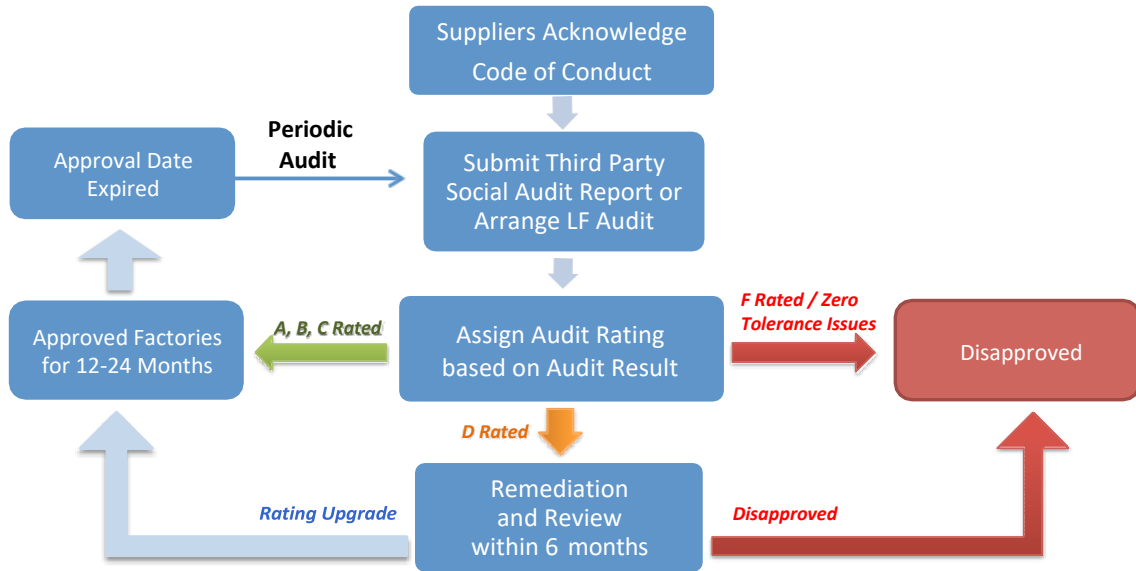 Suppliers Acknowledge
Code of Conduct
Periodic
Audit
Approval Date
Expired
Submit Third Party
Social Audit Report or
Arrange LF Audit
F Rated / Zero
Tolerance Issues
A, B, C Rated
Approved Factories
for 12-24 Months
Assign Audit Rating
based on Audit Result
Disapproved
D Rated
Remediation
and Review
within 6 months
Rating Upgrade
Disapproved